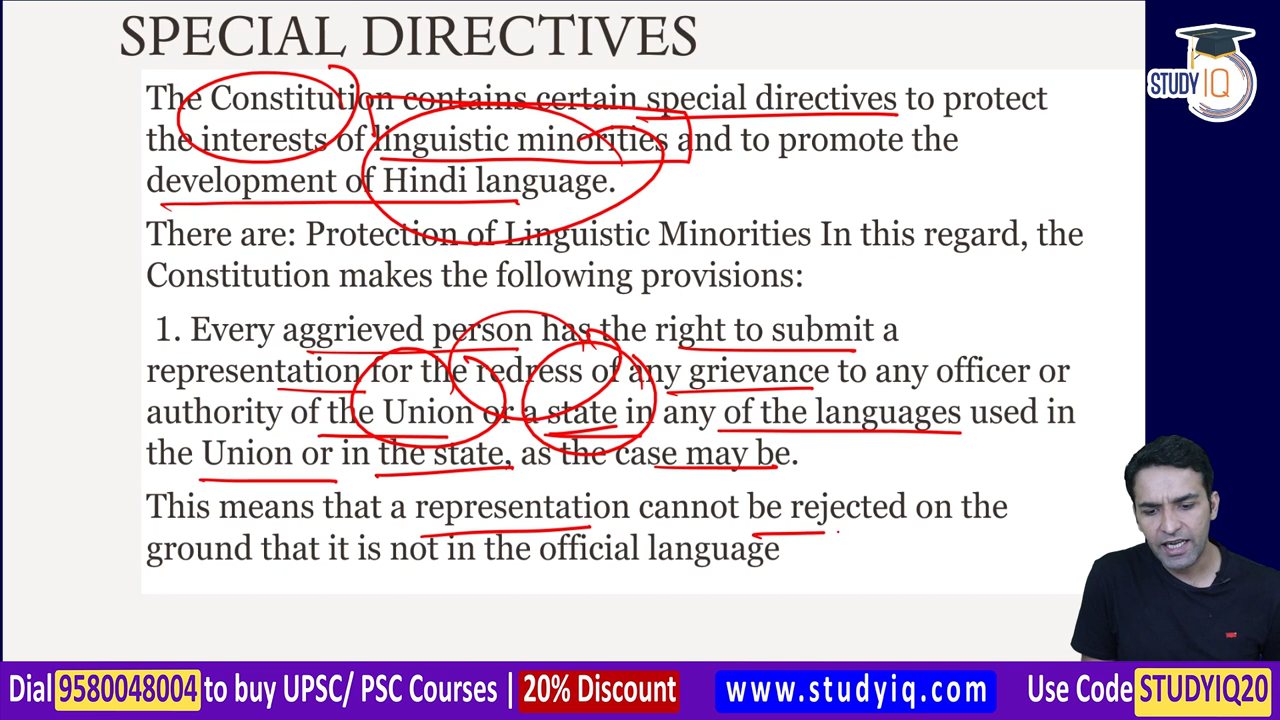 SPECIAL DIRECTIVES
STUDY IQ
The Constitution contains certain special directives to protect
the interests of linguistic minorities and to promote the
development of Hindi language.
There are: Protection of Linguistic Minorities In this regard, the
Constitution makes the following provisions:
1. Every aggrieved person has the right to submit a
representation for the redress of any grievance to any officer or
authority of the Union or a state in any of the languages used in
the Union or in the state, as the case may be.
This means that a representation cannot be rejected on the
ground that it is not in the official language
Dial 9580048004 to buy UPSC/ PSC Courses | 20% Discount www.studyiq.com Use Code STUDYIQ20